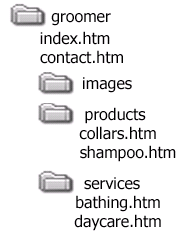 groomer
index.htm
contact.htm
images
products
collars.htm
shampoo.htm
services
bathing.htm
daycare.htm